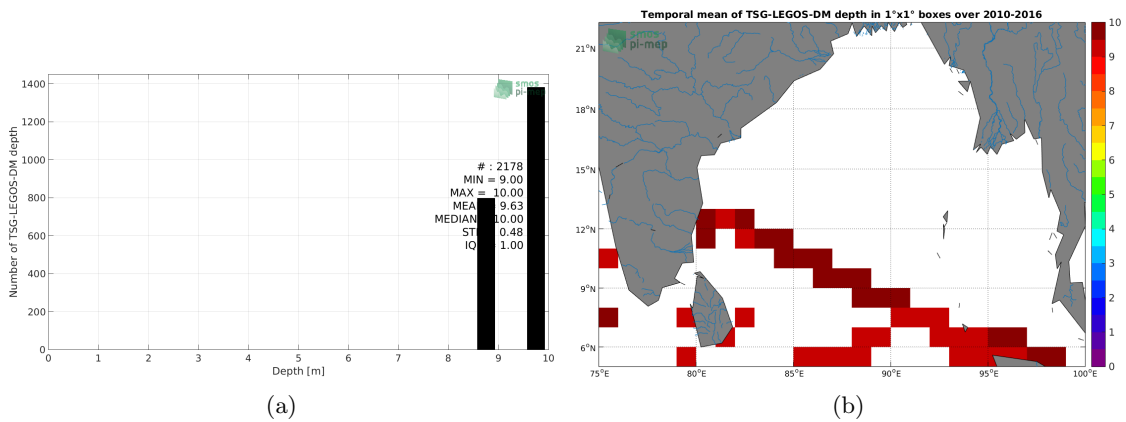 1400
1200
1000
800
600
400
200
0
Number of TSG-LEGOS-DM depth
smos
# : 2178
MIN = 9.00
MAX = 10.00
9.63
MEDIAN
10.00
0.48
1.00
0 1 2 3 4 5 6 7 8 9 10
Depth [m]
(a)
Temporal mean of TSG-LEGOS-DM depth in 1°x1° boxes over 2010-2016
smos
pi-mep
21°N
18°N
15°N
12°N
9°N
6°N
75°E 80°E 85°E 90°E 95°E 100°E
10
9
8
7
6
5
4
3
2
1
0
(b)